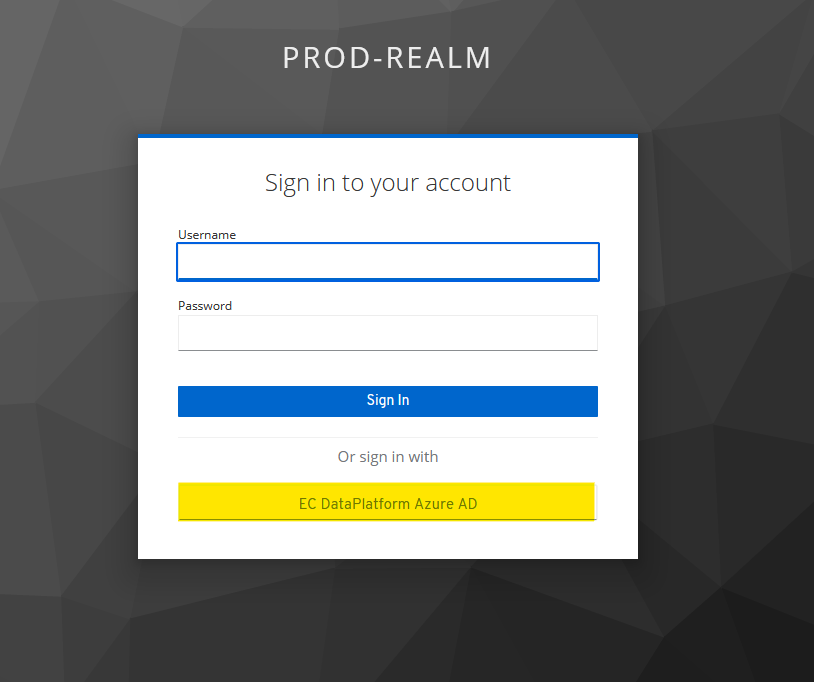 PROD-REALM
Sign in to your account
Username
Password
Sign In
Or sign in with
EC DataPlatform Azure AD